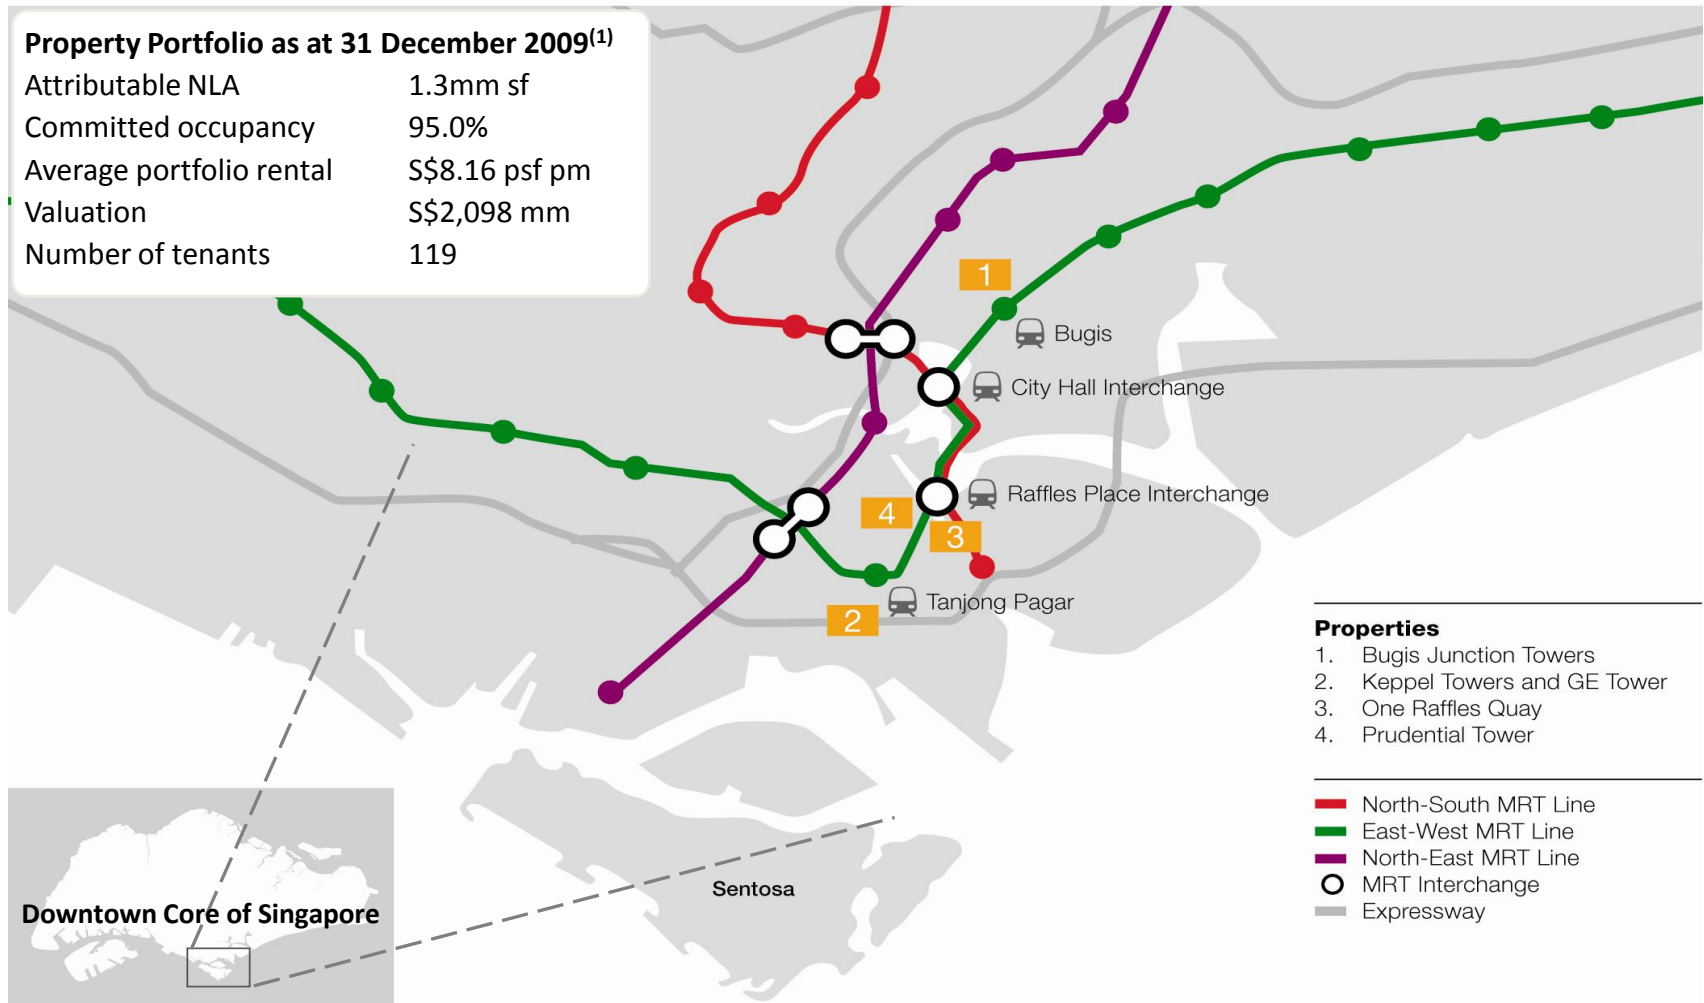 Property Portfolio as at 31 December 2009(1)
Attributable NLA 1.3mm sf
Committed occupancy 95.0%
Average portfolio rental S$8.16 psf pm
Valuation S$2,098 mm
Number of tenants 119
1
Bugis
City Hall Interchange
Raffles Place Interchange
4
3
Tanjong Pagar
2
Properties
1. Bugis Junction Towers
2. Keppel Towers and GE Tower
3. One Raffles Quay
4. Prudential Tower
North-South MRT Line
East-West MRT Line
North-East MRT Line
MRT Interchange
Expressway
Sentosa
Downtown Core of Singapore